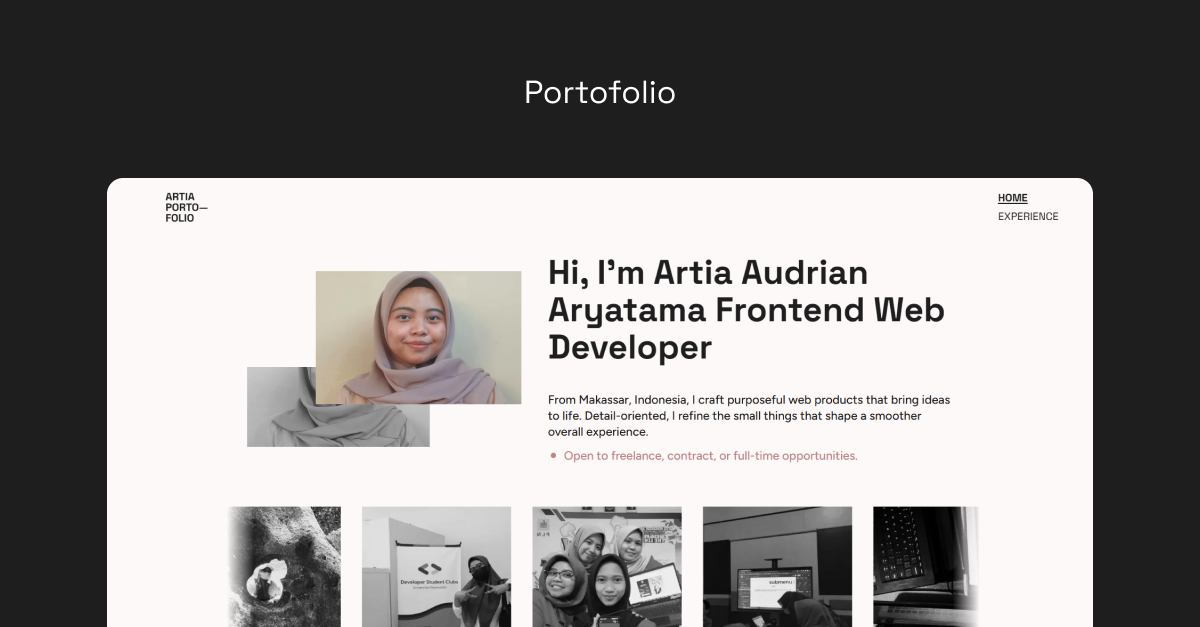 Portofolio
ARTIA
PORTO—
FOLIO
HOME
EXPERIENCE
Hi, I'm Artia Audrian
Aryatama Frontend Web
Developer
From Makassar, Indonesia, I craft purposeful web products that bring ideas
to life. Detail-oriented, I refine the small things that shape a smoother
overall experience.
Open to freelance, contract, or full-time opportunities.
Developer Student Clubs
submenu